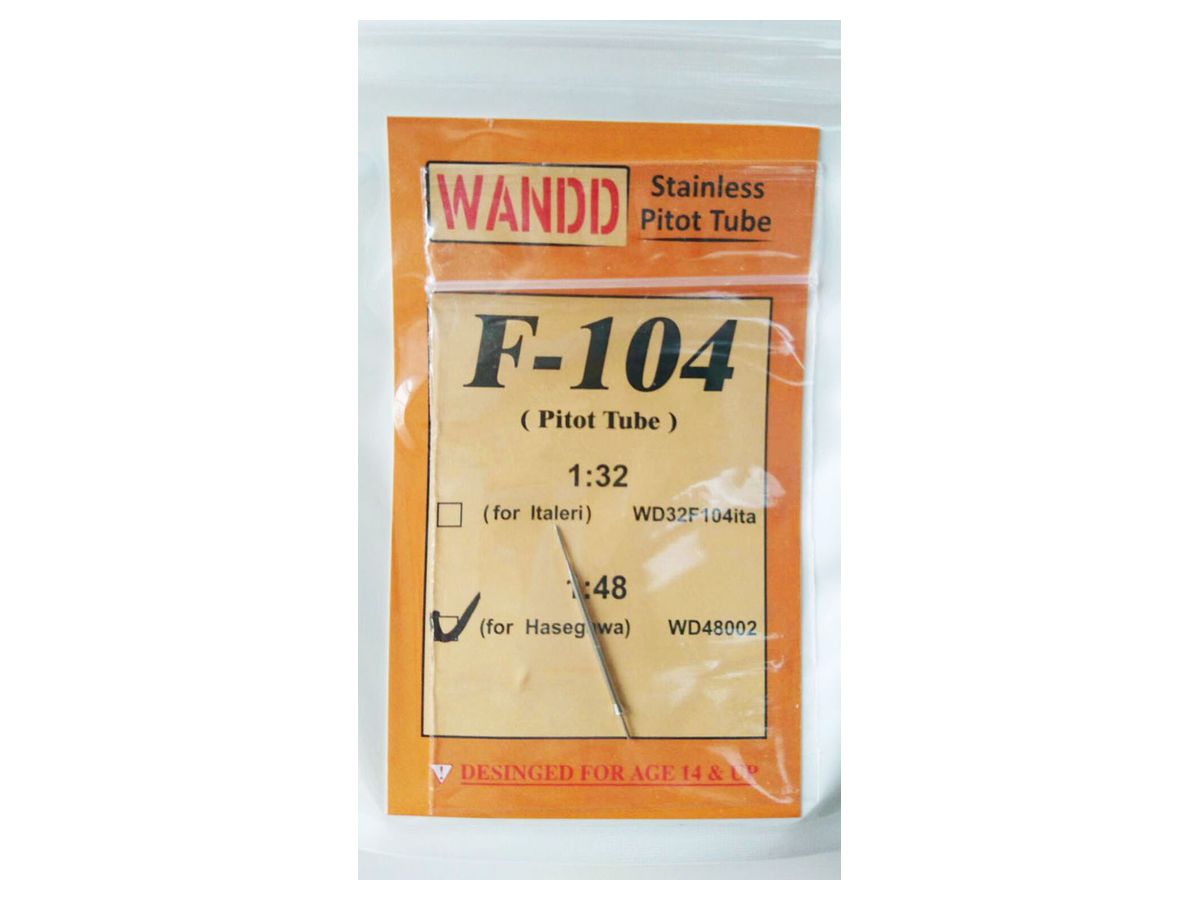 WANDD
Stainless
Pitot Tube
F-104
( Pitot Tube )
1:32
(for Italeri) WD32F104ita
1:48
(for Hasegawa) WD48002
DESINGED FOR AGE 14 & UP